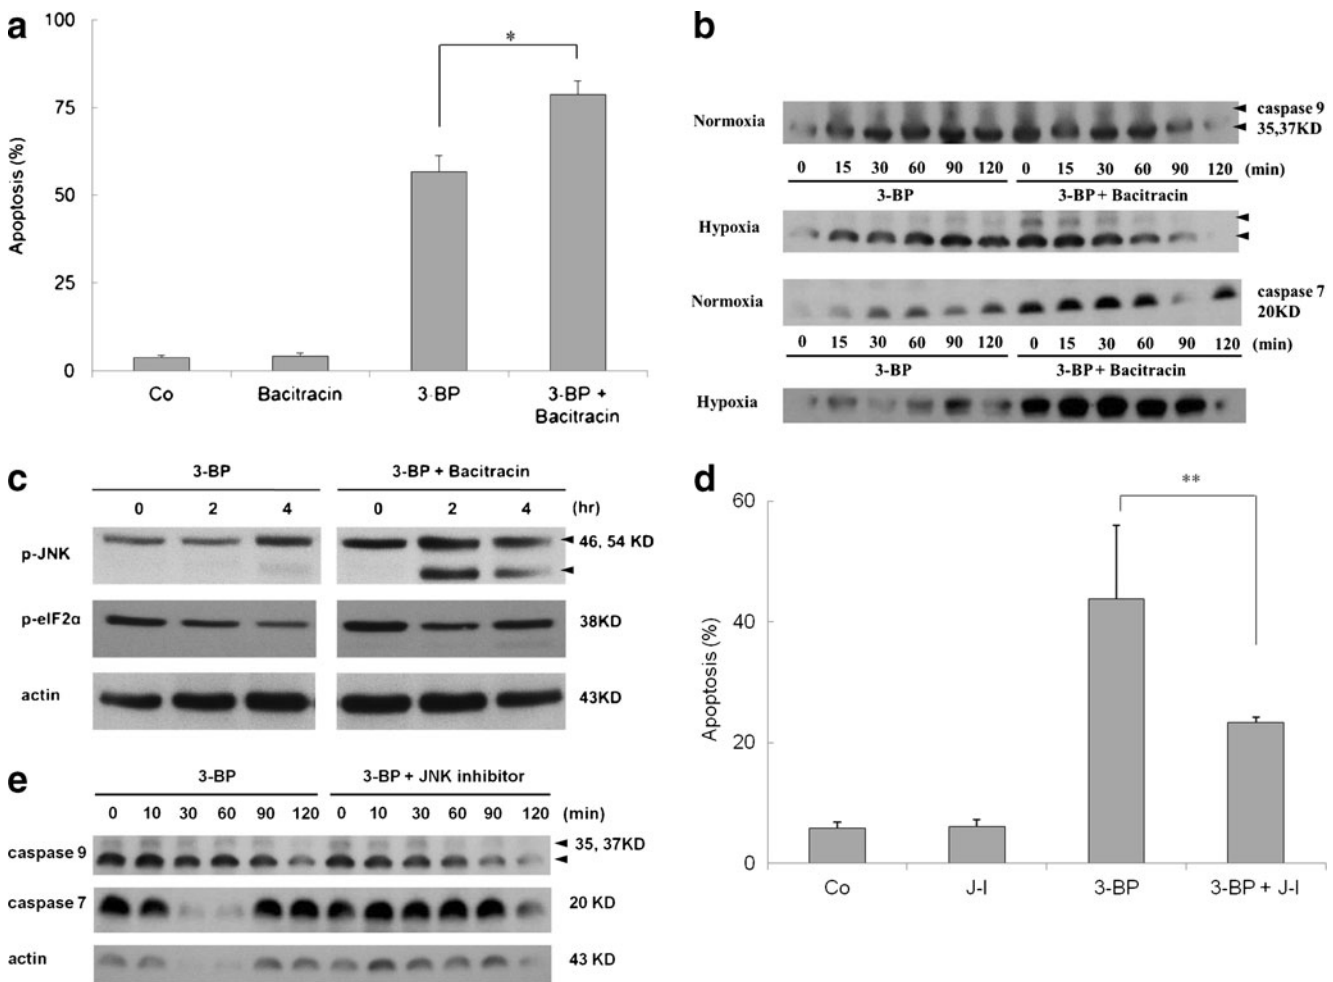 a
100
75
50
25
0
Apoptosis (%)
*
Co
Bacitracin
3-BP
3-BP +
Bacitracin
b
Normoxia
caspase 9
35,37KD
0 15 30 60 90 120 0 15 30 60 90 120 (min)
3-BP 3-BP + Bacitracin
Hypoxia
Normoxia
caspase 7
20KD
0 15 30 60 90 120 0 15 30 60 90 120 (min)
3-BP 3-BP + Bacitracin
Hypoxia
c
3-BP 3-BP + Bacitracin
0 2 4 0 2 4 (hr)
p-JNK 46, 54 KD
p-eIF2α 38KD
actin 43KD
d
60
40
20
0
Apoptosis (%)
**
Co
J-I
3-BP
3-BP + J-I
e
3-BP 3-BP + JNK inhibitor
0 10 30 60 90 120 0 10 30 60 90 120 (min)
caspase 9 35, 37KD
caspase 7 20 KD
actin 43 KD